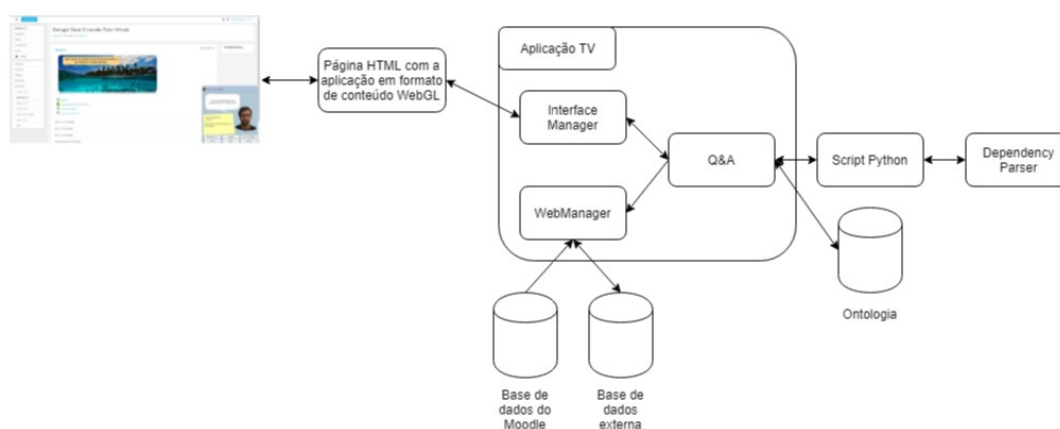 Página HTML com a
aplicação em formato
de conteúdo WebGL
Aplicação TV
Interface
Manager
Q&A
Script Python
Dependency
Parser
WebManager
Ontologia
Base de
dados do
Moodle
Base de
dados
externa